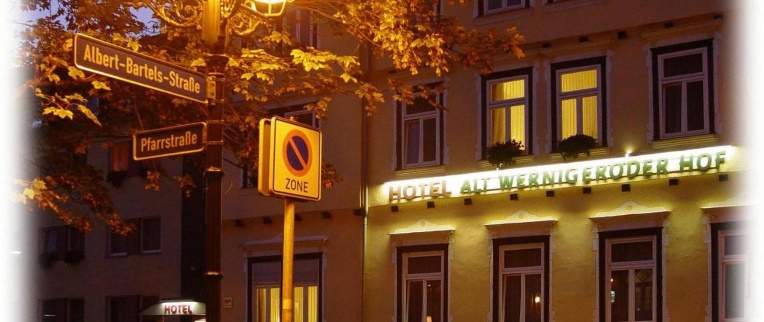 Albert-Bartels-Straße
Pfarrstraße
ZONE
HOTEL ALT WERNIGERÖDER HOF
HOTEL